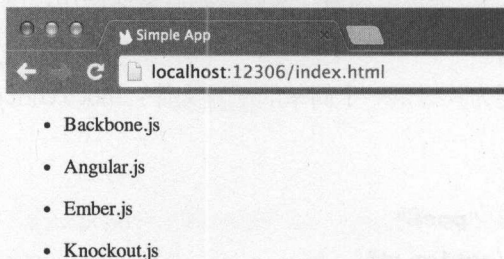 Simple App
localhost:12306/index.html
• Backbone.js
• Angular.js
• Ember.js
• Knockout.js